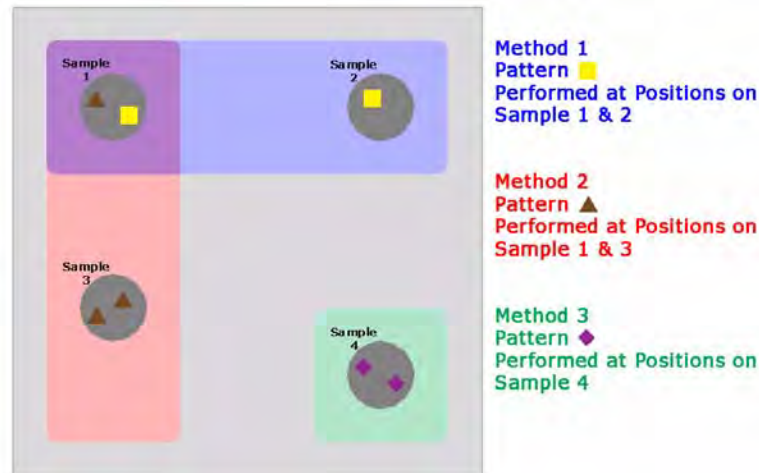 Sample
1
Sample
2
Sample
3
Sample
4
Method 1
Pattern
Performed at Positions on
Sample 1 & 2
Method 2
Pattern
Performed at Positions on
Sample 1 & 3
Method 3
Pattern
Performed at Positions on
Sample 4